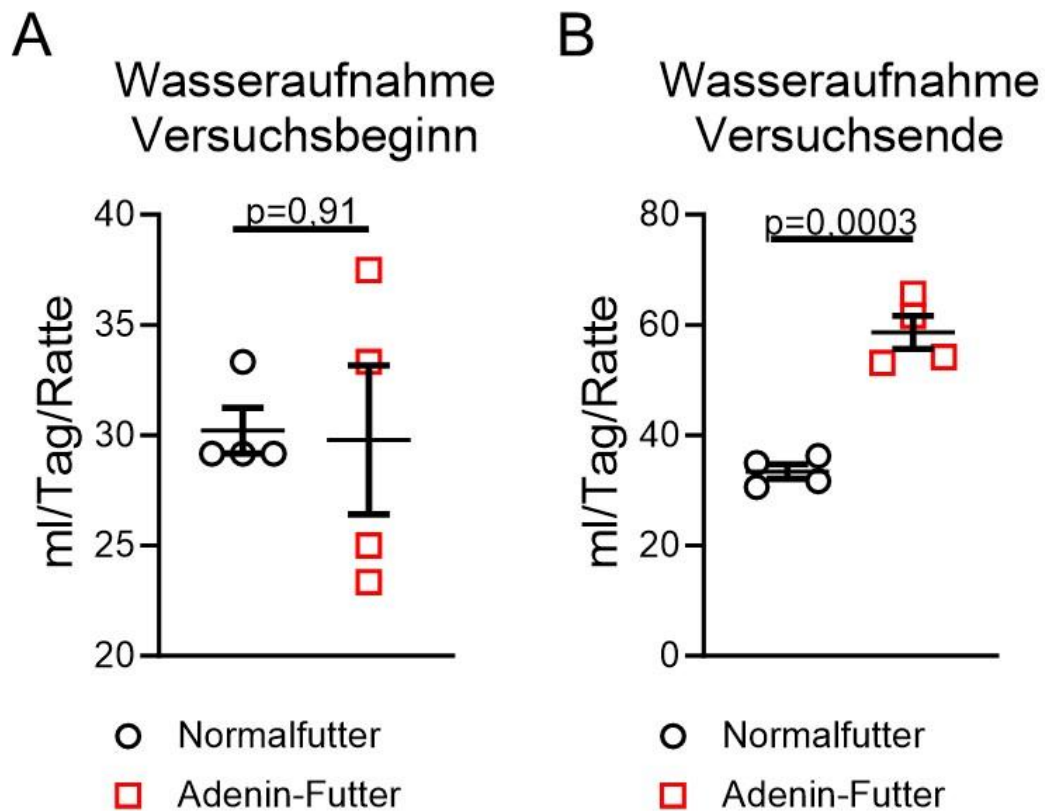 A
Wasseraufnahme
Versuchsbeginn
p=0,91
40
35
30
25
20
ml/Tag/Ratte
Normalfutter
Adenin-Futter
B
Wasseraufnahme
Versuchsende
p=0,0003
80
60
40
20
0
ml/Tag/Ratte
Normalfutter
Adenin-Futter